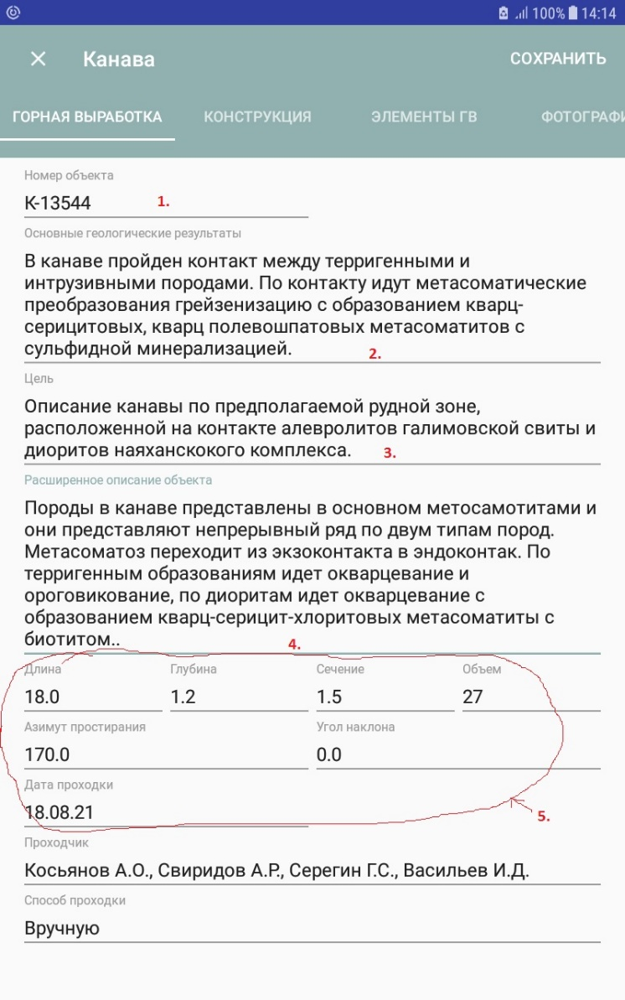 100% 14:14
Канава СОХРАНИТЬ
ГОРНАЯ ВЫРАБОТКА КОНСТРУКЦИЯ ЭЛЕМЕНТЫ ГВ ФОТОГРАФИ
Номер объекта
К-13544 1.
Основные геологические результаты
В канаве пройден контакт между терригенными и
интрузивными породами. По контакту идут метасоматические
преобразования грейзенизацию с образованием кварц-
серицитовых, кварц полевошпатовых метасоматитов с
сульфидной минерализацией. 2.
Цель
Описание канавы по предполагаемой рудной зоне,
расположенной на контакте алевролитов галимовской свиты и
диоритов наяханскокого комплекса. 3.
Расширенное описание объекта
Породы в канаве представлены в основном метосамотитами и
они представляют непрерывный ряд по двум типам пород.
Метасоматоз переходит из экзоконтакта в эндоконтак. По
терригенным образованиям идет окварцевание и
ороговикование, по диоритам идет окварцевание с
образованием кварц-серицит-хлоритовых метасоматиты с
биотитом.. 4.
Длина Глубина Сечение Объем
18.0 1.2 1.5 27
Азимут простирания Угол наклона
170.0 0.0
Дата проходки
18.08.21 5.
Проходчик
Косьянов А.О., Свиридов А.Р., Серегин Г.С., Васильев И.Д.
Способ проходки
Вручную